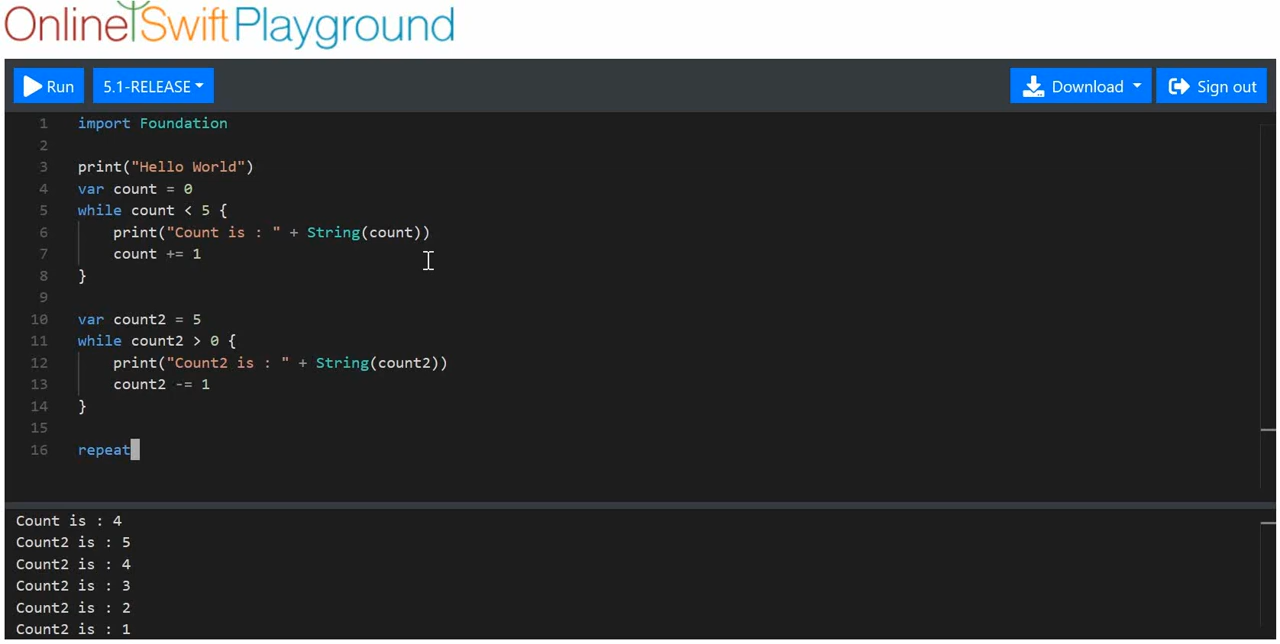 Online Swift Playground
Run 5.1-RELEASE Download Sign out
1 import Foundation
2
3 print("Hello World")
4 var count = 0
5 while count < 5 {
6 print("Count is : " + String(count))
7 count += 1
8 }
9
10 var count2 = 5
11 while count2 > 0 {
12 print("Count2 is : " + String(count2))
13 count2 -= 1
14 }
15
16 repeat
Count is : 4
Count2 is : 5
Count2 is : 4
Count2 is : 3
Count2 is : 2
Count2 is : 1